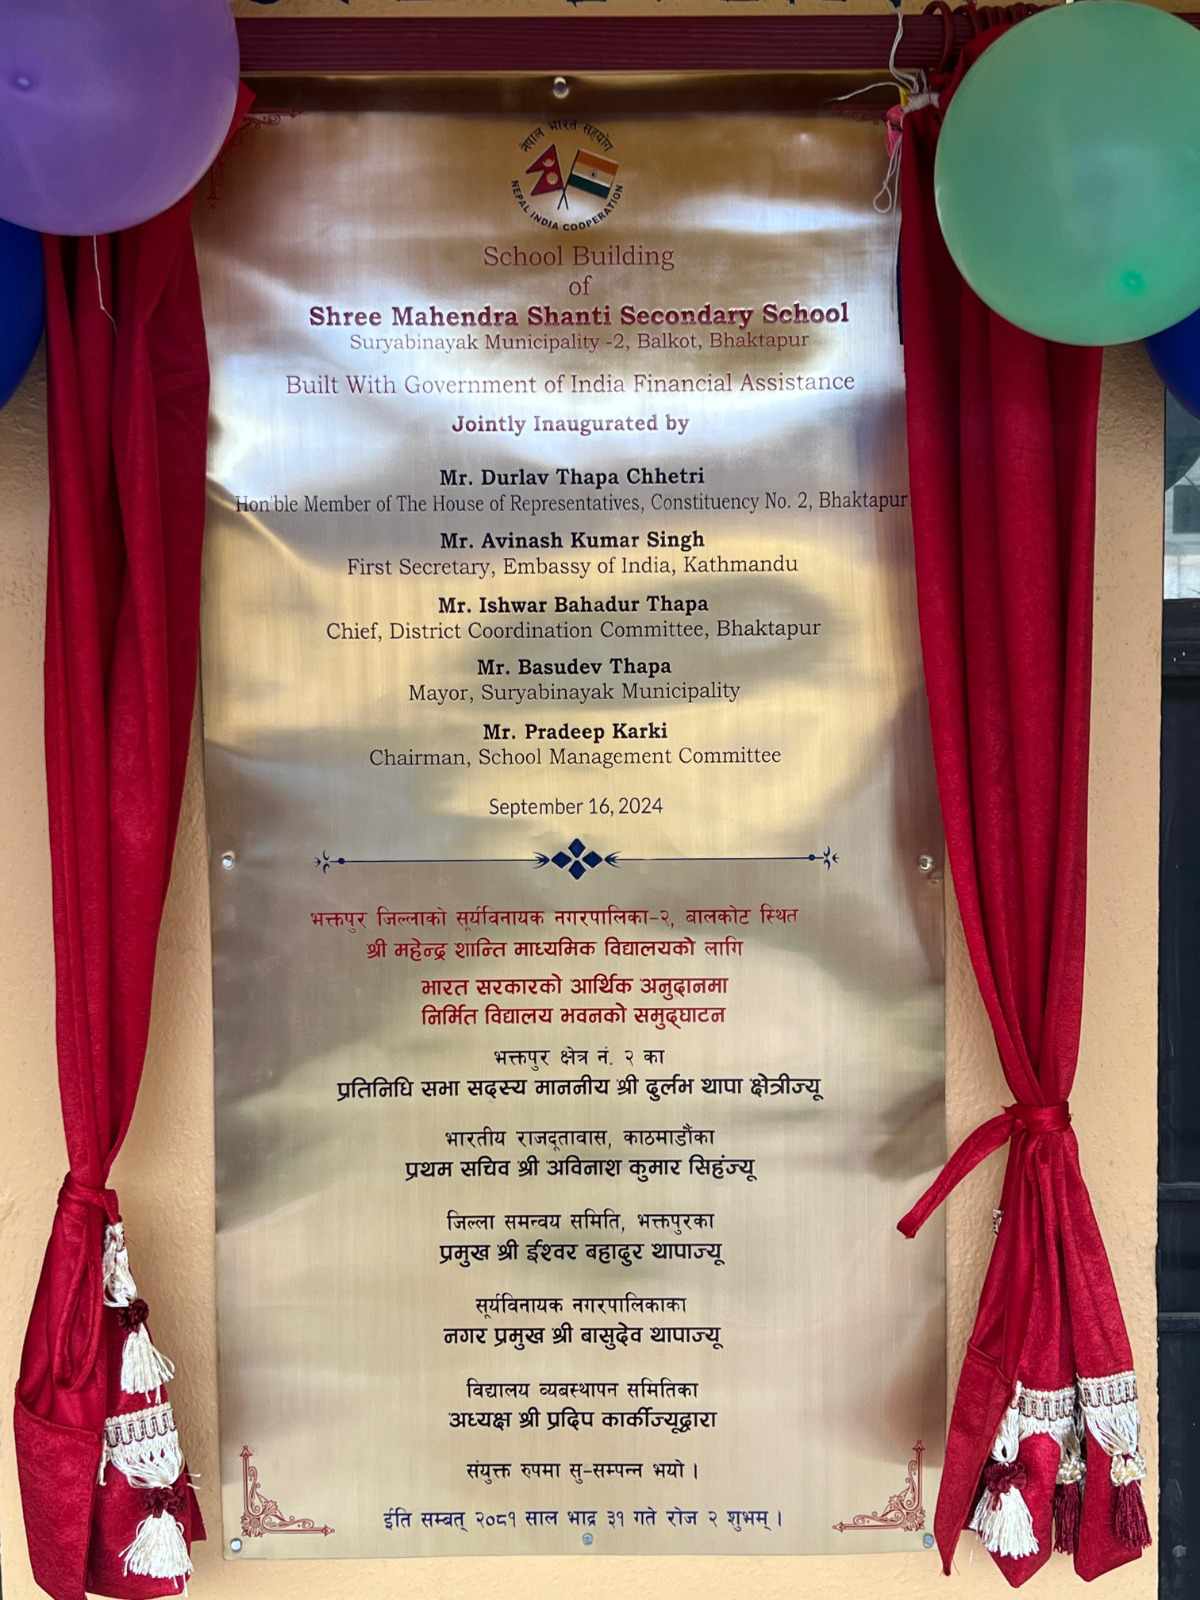 नेपाल भारत सहयोग
NEPAL INDIA COOPERATION
School Building
of
Shree Mahendra Shanti Secondary School
Suryabinayak Municipality -2, Balkot, Bhaktapur
Built With Government of India Financial Assistance
Jointly Inaugurated by
Mr. Durlav Thapa Chhetri
Hon'ble Member of The House of Representatives, Constituency No. 2, Bhaktapur
Mr. Avinash Kumar Singh
First Secretary, Embassy of India, Kathmandu
Mr. Ishwar Bahadur Thapa
Chief, District Coordination Committee, Bhaktapur
Mr. Basudev Thapa
Mayor, Suryabinayak Municipality
Mr. Pradeep Karki
Chairman, School Management Committee
September 16, 2024
भक्तपुर जिल्लाको सूर्यविनायक नगरपालिका-२, बालकोट स्थित
श्री महेन्द्र शान्ति माध्यमिक विद्यालयको लागि
भारत सरकारको आर्थिक अनुदानमा
निर्मित विद्यालय भवनको समुद्घाटन
भक्तपुर क्षेत्र नं. २ का
प्रतिनिधि सभा सदस्य माननीय श्री दुर्लभ थापा क्षेत्रीज्यू
भारतीय राजदूतावास, काठमाडौंका
प्रथम सचिव श्री अविनाश कुमार सिहंज्यू
जिल्ला समन्वय समिति, भक्तपुरका
प्रमुख श्री ईश्वर बहादुर थापाज्यू
सूर्यविनायक नगरपालिकाका
नगर प्रमुख श्री बासुदेव थापाज्यू
विद्यालय व्यबस्थापन समितिका
अध्यक्ष श्री प्रदिप कार्कीज्यूद्वारा
संयुक्त रुपमा सु-सम्पन्न भयो ।
ईति सम्बत् २०८१ साल भाद्र ३१ गते रोज २ शुभम् ।